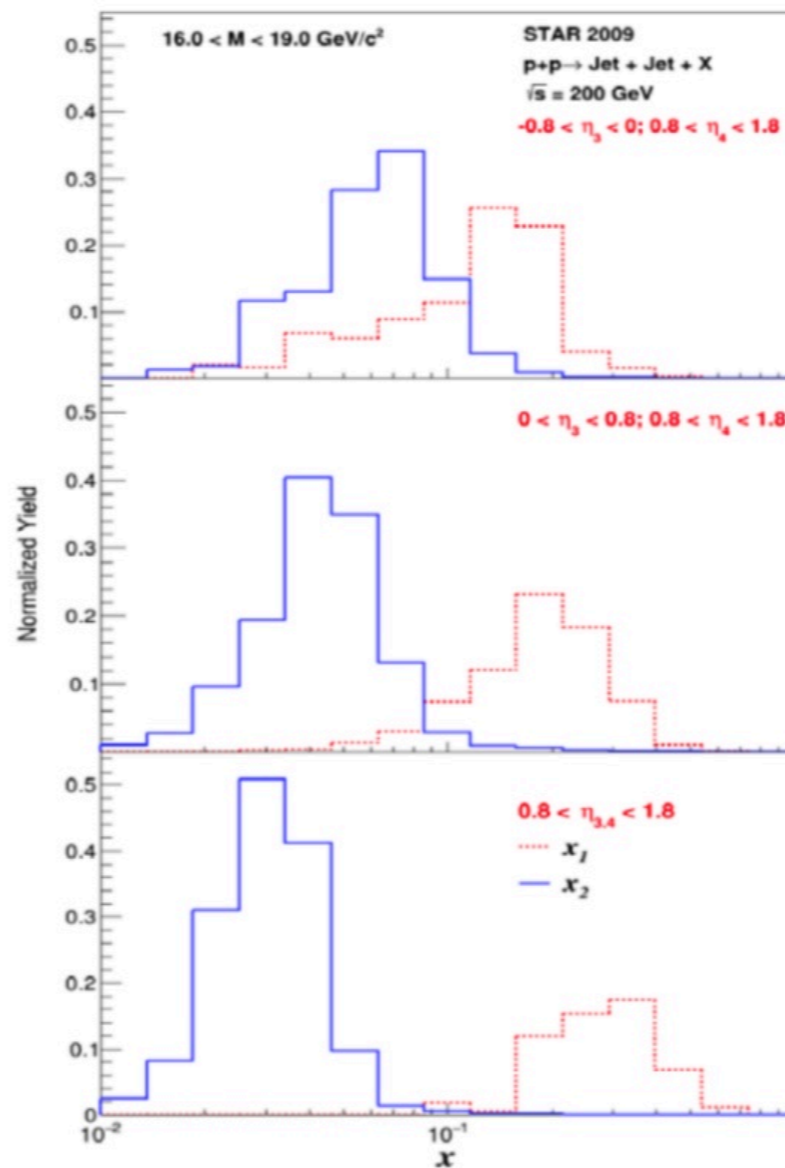 16.0 < M < 19.0 GeV/c²
STAR 2009
p+p→ Jet + Jet + X
√s = 200 GeV
-0.8 < η₃ < 0; 0.8 < η₄ < 1.8
0.5
0.4
0.3
0.2
0.1
0 < η₃ < 0.8; 0.8 < η₄ < 1.8
0.5
0.4
0.3
0.2
0.1
Normalized Yield
0.8 < η₃.₄ < 1.8
x₁
x₂
0.5
0.4
0.3
0.2
0.1
0
10⁻²
10⁻¹
x